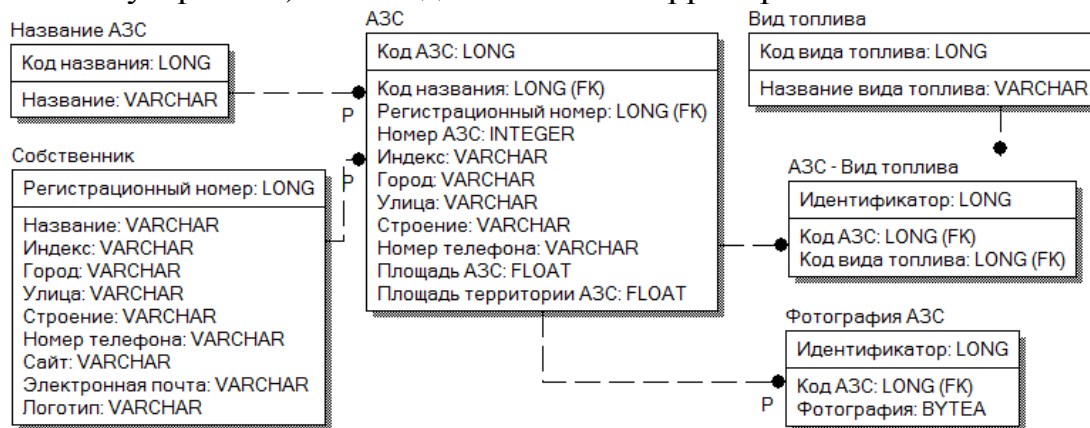 Название АЗС
Код названия: LONG
Название: VARCHAR
Собственник
Регистрационный номер: LONG
Название: VARCHAR
Индекс: VARCHAR
Город: VARCHAR
Улица: VARCHAR
Строение: VARCHAR
Номер телефона: VARCHAR
Сайт: VARCHAR
Электронная почта: VARCHAR
Логотип: VARCHAR
P
P
АЗС
Код АЗС: LONG
Код названия: LONG (FK)
Регистрационный номер: LONG (FK)
Номер АЗС: INTEGER
Индекс: VARCHAR
Город: VARCHAR
Улица: VARCHAR
Строение: VARCHAR
Номер телефона: VARCHAR
Площадь АЗС: FLOAT
Площадь территории АЗС: FLOAT
Вид топлива
Код вида топлива: LONG
Название вида топлива: VARCHAR
АЗС - Вид топлива
Идентификатор: LONG
Код АЗС: LONG (FK)
Код вида топлива: LONG (FK)
Фотография АЗС
Идентификатор: LONG
Код АЗС: LONG (FK)
Фотография: BYTEA
P